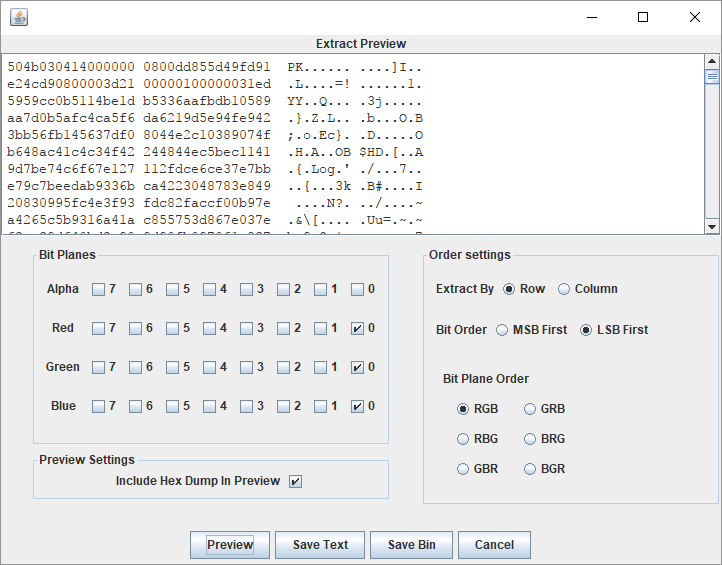 Extract Preview
504b030414000000 0800dd855d49fd91 PK...... ....]I..
e24cd90800003d21 00000100000031ed .L....=! ......1.
5959cc0b5114be1d b5336aafbdb10589 YY..Q... .3j.....
aa7d0b5afc4ca5f6 da6219d5e94fe942 .}.Z.L.. .b...O.B
3bb56fb145637df0 8044e2c10389074f ;.o.Ec}. .D.....O
b648ac41c4c34f42 244844ec5bec1141 .H.A..OB $HD.[..A
9d7be74c6f67e127 112fdce6ce37e7bb .{.Log.' ./...7..
e79c7beedab9336b ca4223048783e849 ..{...3k .B#....I
20830995fc4e3f93 fdc82faccf00b97e ....N?. ../....~
a4265c5b9316a41a c855753d867e037e .&\[.... .Uu=.~.~
Bit Planes
Alpha 7 6 5 4 3 2 1 0
Red 7 6 5 4 3 2 1 0
Green 7 6 5 4 3 2 1 0
Blue 7 6 5 4 3 2 1 0
Preview Settings
Include Hex Dump In Preview
Order settings
Extract By Row Column
Bit Order MSB First LSB First
Bit Plane Order
RGB GRB
RBG BRG
GBR BGR
Preview Save Text Save Bin Cancel